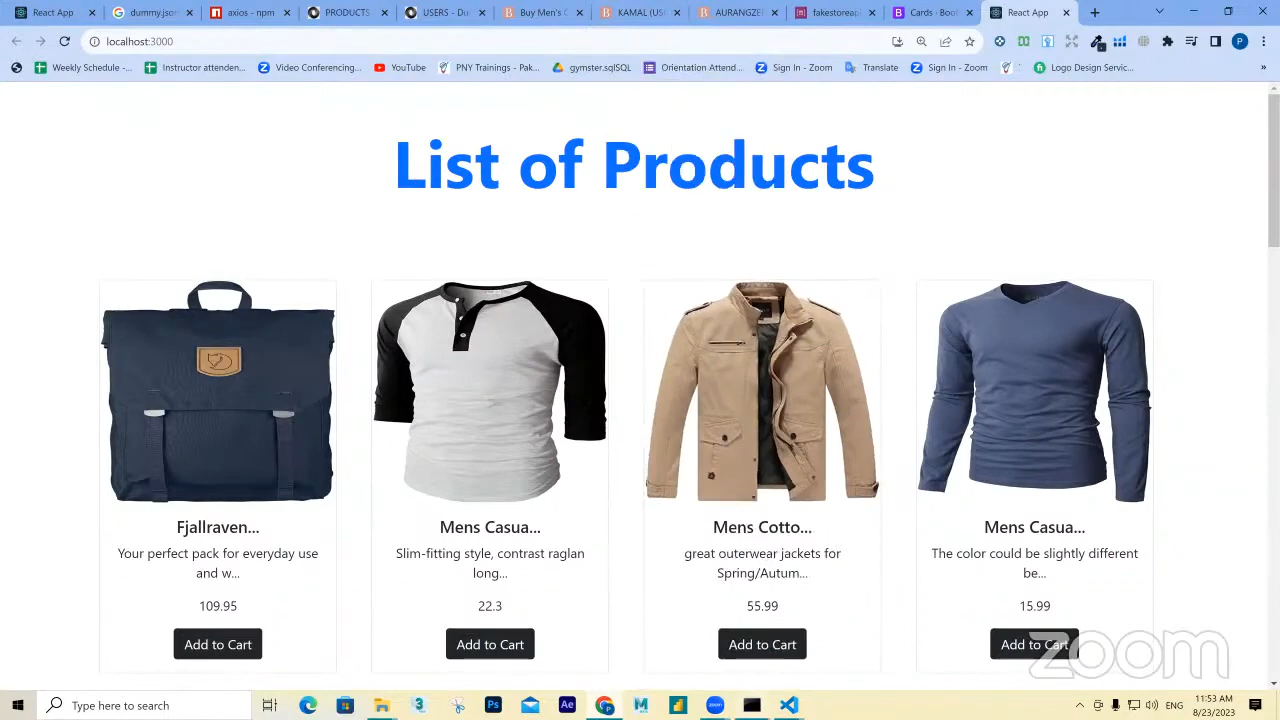 React App
dummy.json
axios - npm
PRODUCTS
USERS - Du
Buy Men's C
KAMAL (US
AURANGZE
fakestoreap
Cards · Boo
React App
localhost:3000
Weekly Schedule -...
Instructor attenden...
Video Conferencing...
YouTube
PNY Trainings - Pak...
gymster.sqlSQL
Orientation Attend...
Sign In - Zoom
Translate
Sign In - Zoom
Logo Design Servic...
List of Products
Fjallraven...
Your perfect pack for everyday use
and w...
109.95
Add to Cart
Mens Casua...
Slim-fitting style, contrast raglan
long...
22.3
Add to Cart
Mens Cotto...
great outerwear jackets for
Spring/Autum...
55.99
Add to Cart
Mens Casua...
The color could be slightly different
be...
15.99
Add to Cart
zoom
Type here to search
ENG
11:53 AM
8/23/2023